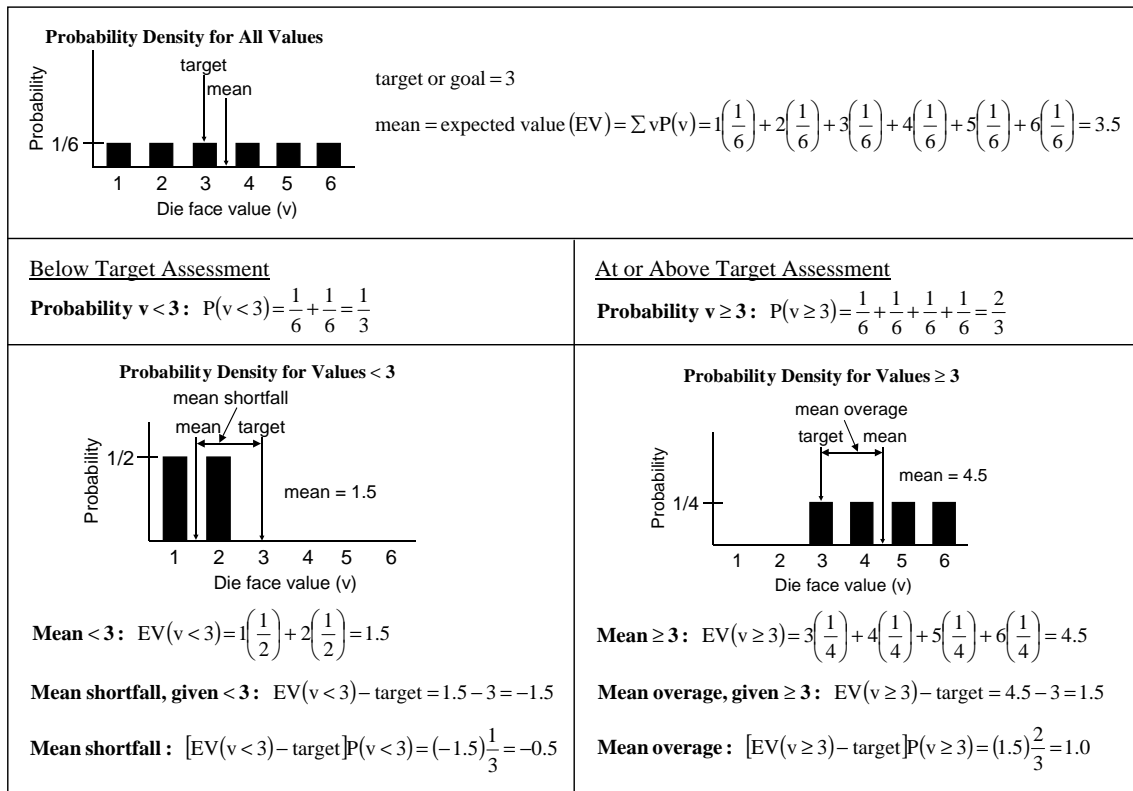 Probability Density for All Values
target
mean
Probability
1/6
1 2 3 4 5 6
Die face value (v)
target or goal = 3
mean = expected value (EV) = ∑ vP(v) = 1(1/6) + 2(1/6) + 3(1/6) + 4(1/6) + 5(1/6) + 6(1/6) = 3.5
Below Target Assessment
Probability v < 3 : P(v < 3) = 1/6 + 1/6 = 1/3
At or Above Target Assessment
Probability v ≥ 3 : P(v ≥ 3) = 1/6 + 1/6 + 1/6 + 1/6 = 2/3
Probability Density for Values < 3
mean shortfall
mean target
Probability
1/2
mean = 1.5
1 2 3 4 5 6
Die face value (v)
Mean < 3 : EV(v < 3) = 1(1/2) + 2(1/2) = 1.5
Mean shortfall, given < 3 : EV(v < 3) − target = 1.5 − 3 = −1.5
Mean shortfall : [EV(v < 3) − target]P(v < 3) = (−1.5)1/3 = −0.5
Probability Density for Values ≥ 3
mean overage
target mean
Probability
1/4
mean = 4.5
1 2 3 4 5 6
Die face value (v)
Mean ≥ 3 : EV(v ≥ 3) = 3(1/4) + 4(1/4) + 5(1/4) + 6(1/4) = 4.5
Mean overage, given ≥ 3 : EV(v ≥ 3) − target = 4.5 − 3 = 1.5
Mean overage : [EV(v ≥ 3) − target]P(v ≥ 3) = (1.5)2/3 = 1.0